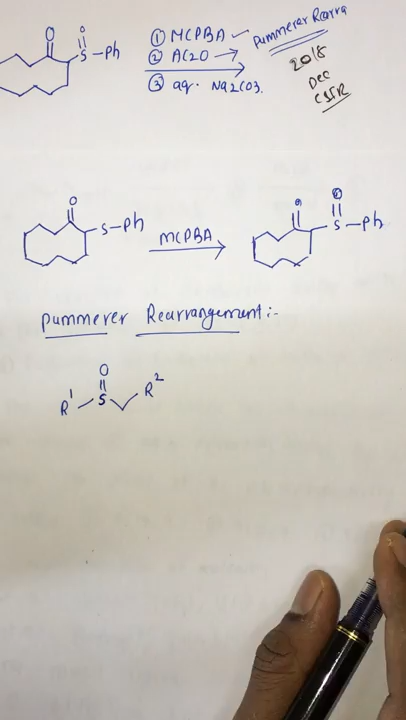 O O
S-Ph
① MCPBA
② AC2O →
③ aq. Na2CO3.
Pummerer Rearra
2018
Dec
CSIR
O
S-Ph
MCPBA
O O
S-Ph
Pummerer Rearrangement:-
O
R¹ S R²